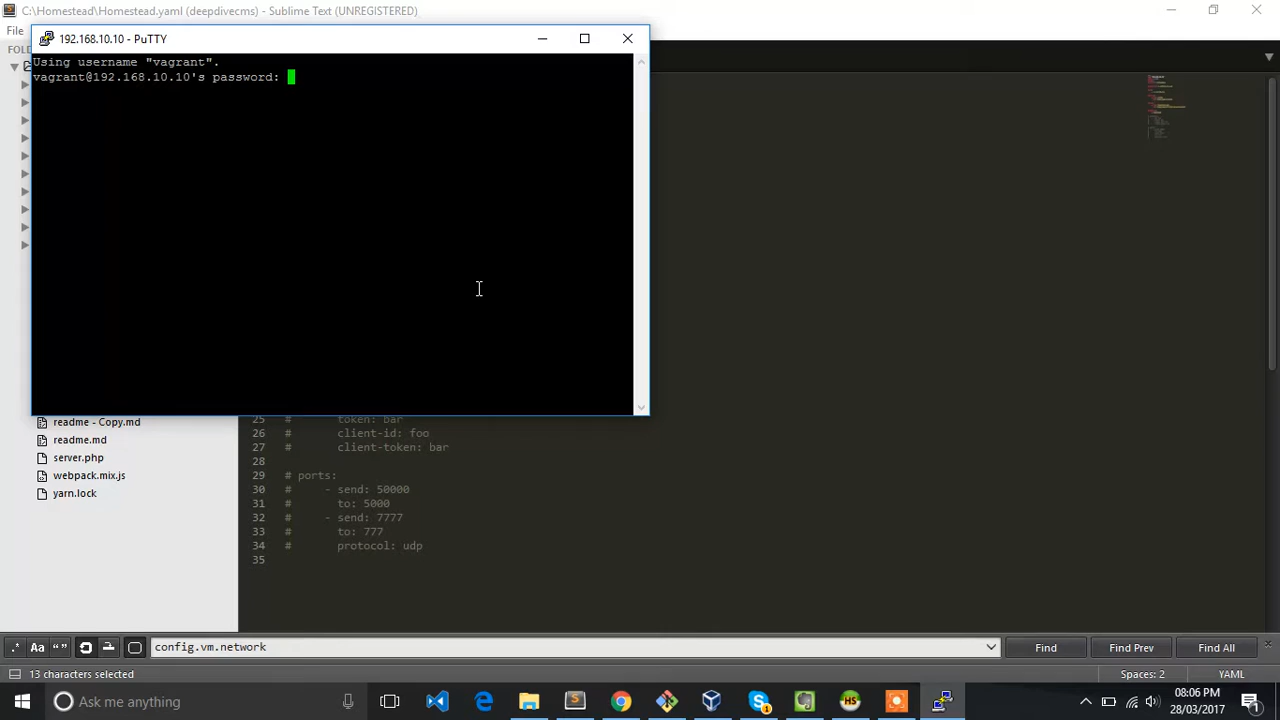 C:\Homestead\Homestead.yaml (deepdivecms) - Sublime Text (UNREGISTERED)
File
192.168.10.10 - PuTTY
Using username "vagrant".
vagrant@192.168.10.10's password:
readme - Copy.md
readme.md
server.php
webpack.mix.js
yarn.lock
25 # token: bar
26 # client-id: foo
27 # client-token: bar
28
29 # ports:
30 # - send: 50000
31 # to: 5000
32 # - send: 7777
33 # to: 777
34 # protocol: udp
35
.* Aa “ ” config.vm.network Find Find Prev Find All
13 characters selected Spaces: 2 YAML
Ask me anything
08:06 PM
28/03/2017